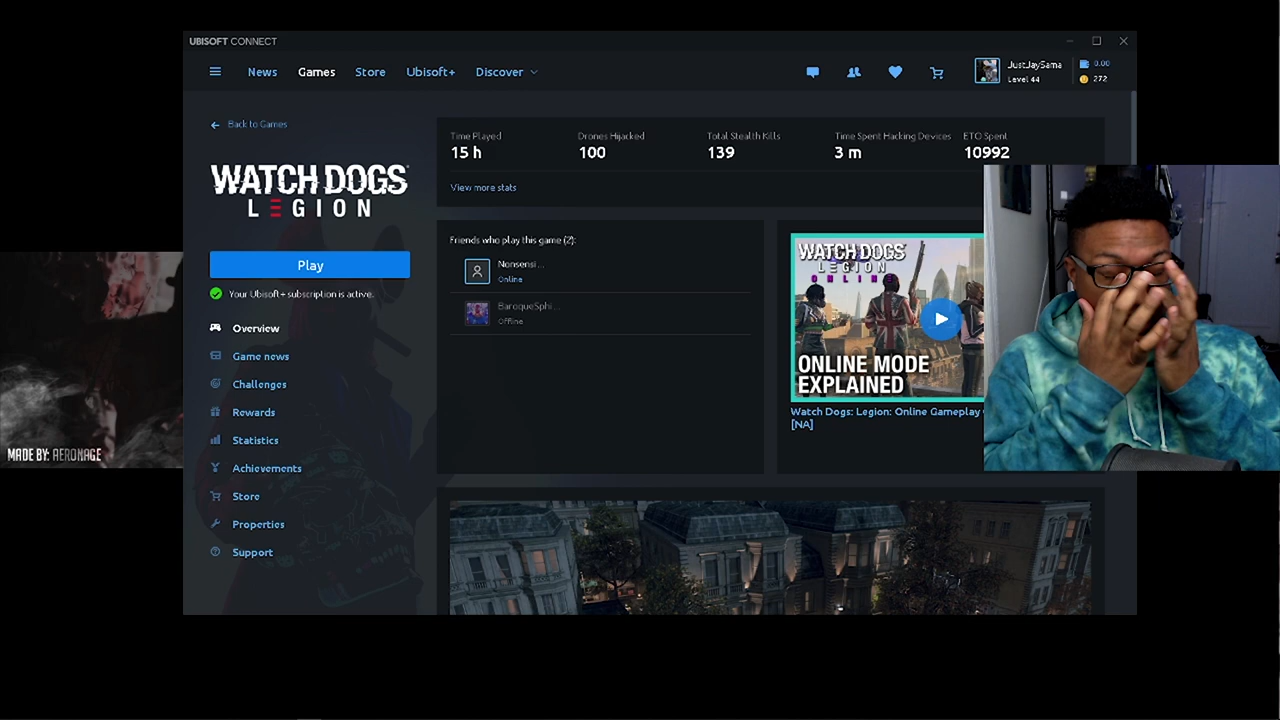 UBISOFT CONNECT
News Games Store Ubisoft+ Discover
JustJaySama
Level 44
0.00
272
Back to Games
WATCH DOGS
LEGION
Play
Your Ubisoft+ subscription is active.
Overview
Game news
Challenges
Rewards
Statistics
Achievements
Store
Properties
Support
Time Played Drones Hijacked Total Stealth Kills Time Spent Hacking Devices ETO Spent
15 h 100 139 3 m 10992
View more stats
Friends who play this game (2):
Nonsensi...
Online
BaroqueSphi...
Offline
WATCH DOGS
LEGION
ONLINE
ONLINE MODE
EXPLAINED
Watch Dogs: Legion: Online Gameplay
[NA]
MADE BY: AERONAGE